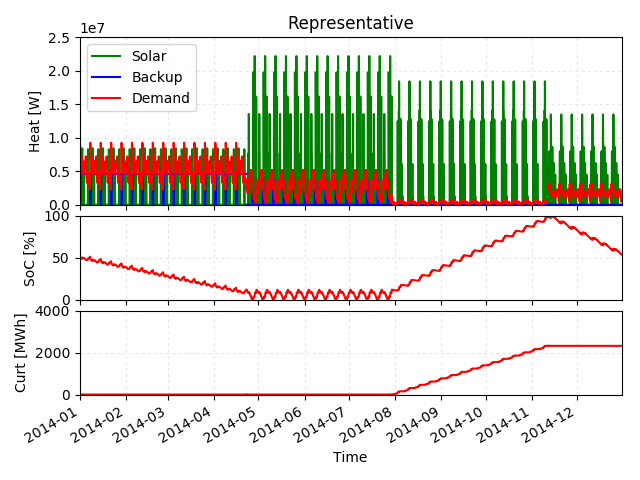 Representative
1e7
2.5
2.0
1.5
1.0
0.5
0.0
Heat [W]
Solar
Backup
Demand
100
50
0
SoC [%]
4000
2000
0
Curt [MWh]
2014-01
2014-02
2014-03
2014-04
2014-05
2014-06
2014-07
2014-08
2014-09
2014-10
2014-11
2014-12
Time